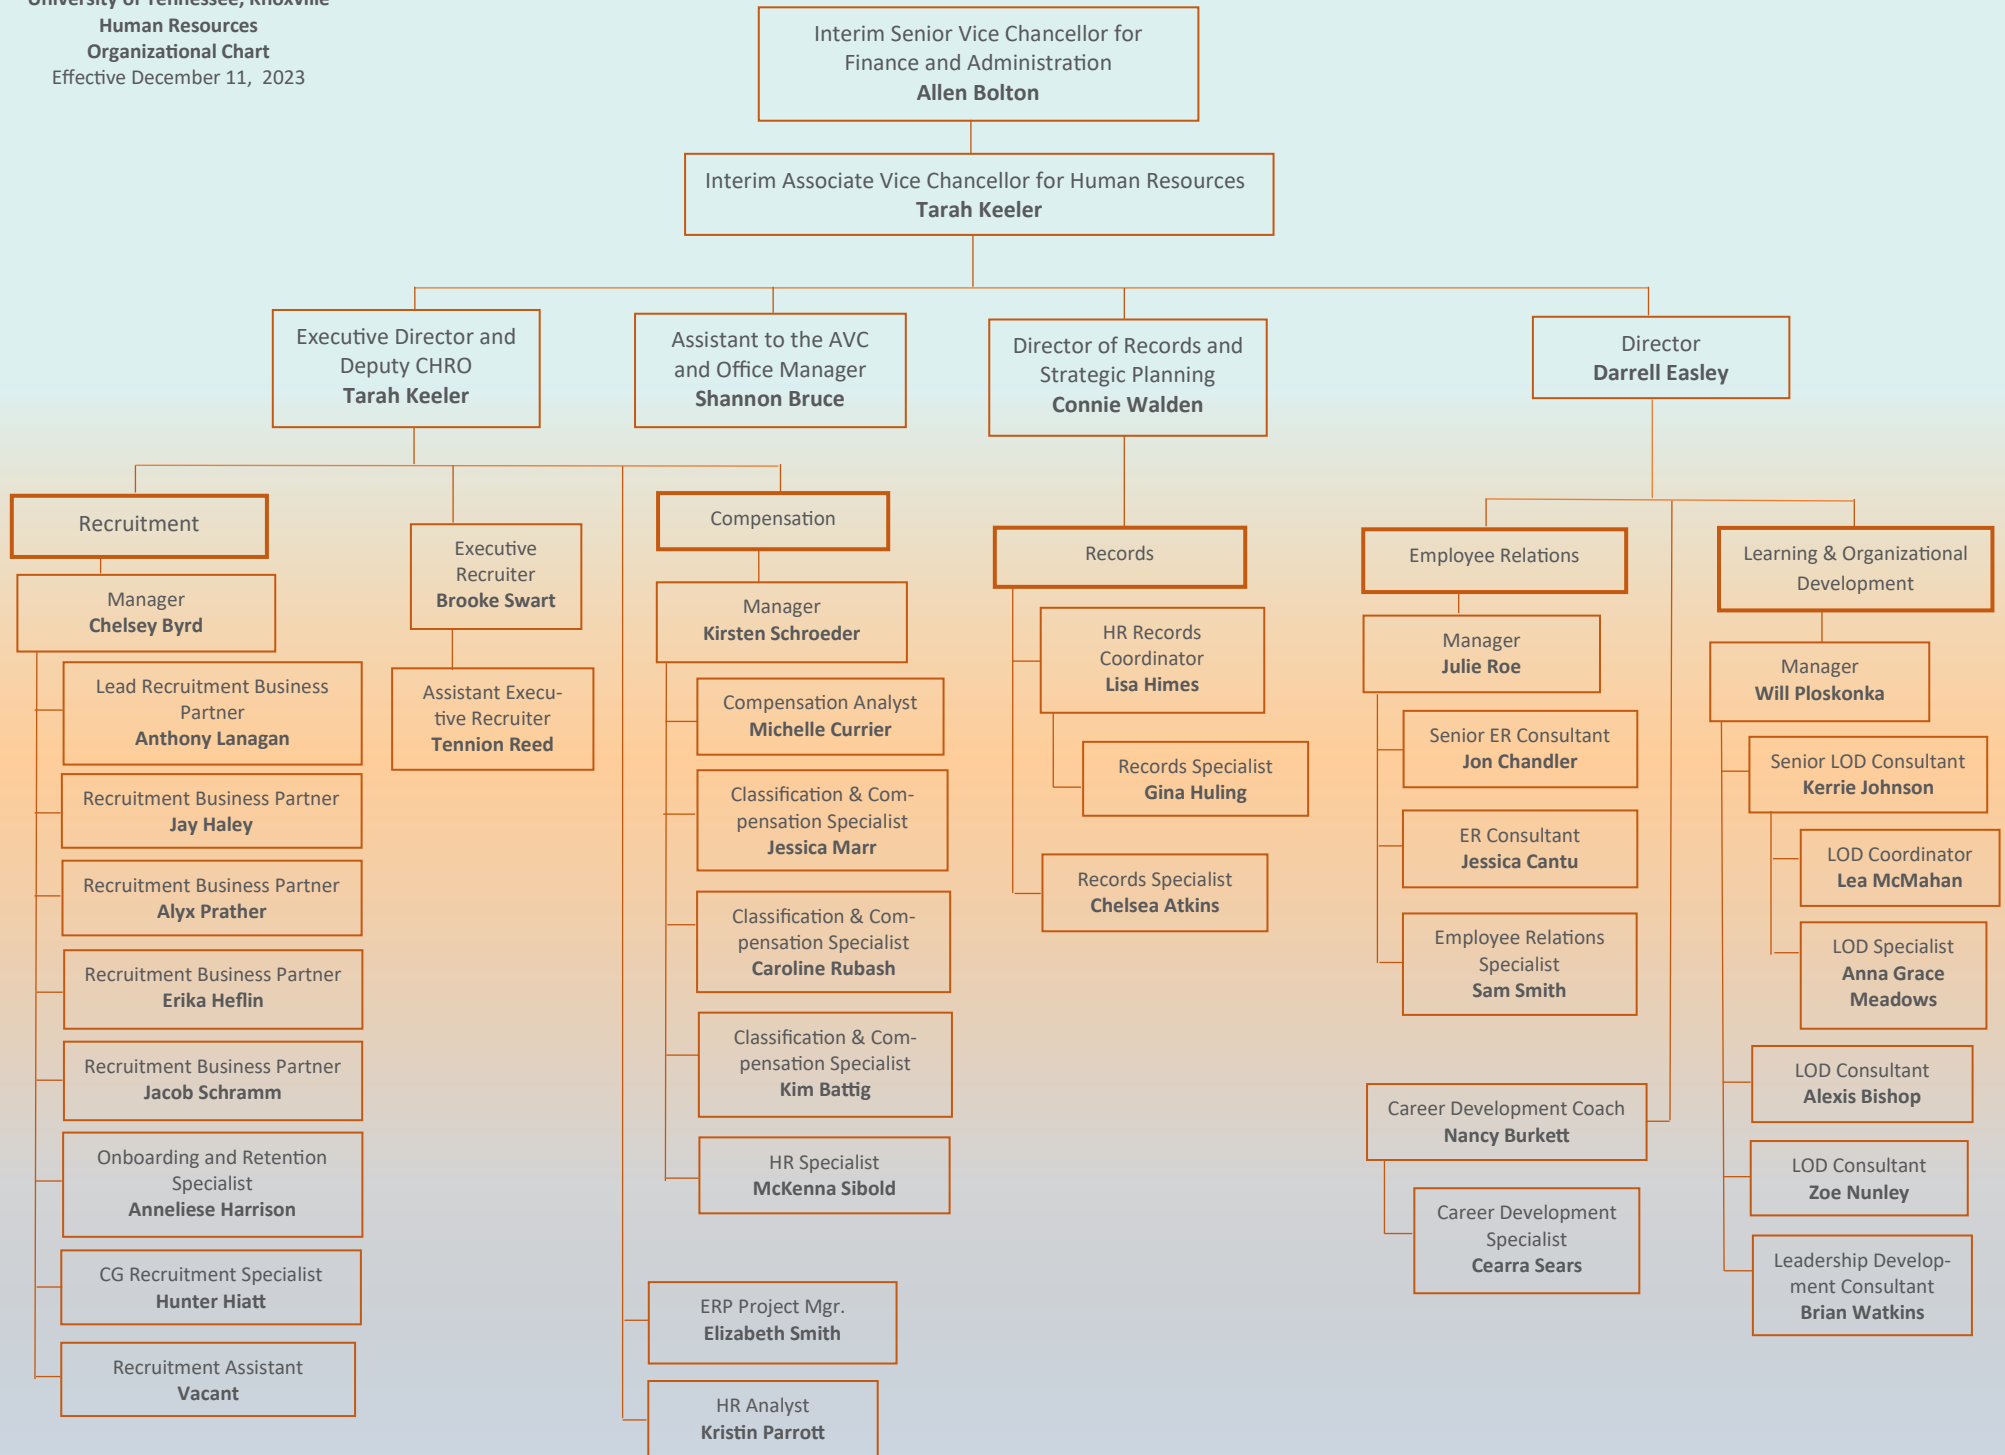 University of Tennessee, Knoxville
Human Resources
Organizational Chart
Effective December 11, 2023
Interim Senior Vice Chancellor for
Finance and Administration
Allen Bolton
Interim Associate Vice Chancellor for Human Resources
Tarah Keeler
Executive Director and
Deputy CHRO
Tarah Keeler
Assistant to the AVC
and Office Manager
Shannon Bruce
Director of Records and
Strategic Planning
Connie Walden
Director
Darrell Easley
Recruitment
Manager
Chelsey Byrd
Lead Recruitment Business
Partner
Anthony Lanagan
Recruitment Business Partner
Jay Haley
Recruitment Business Partner
Alyx Prather
Recruitment Business Partner
Erika Heflin
Recruitment Business Partner
Jacob Schramm
Onboarding and Retention
Specialist
Anneliese Harrison
CG Recruitment Specialist
Hunter Hiatt
Recruitment Assistant
Vacant
Executive
Recruiter
Brooke Swart
Assistant Execu-
tive Recruiter
Tennion Reed
Compensation
Manager
Kirsten Schroeder
Compensation Analyst
Michelle Currier
Classification & Com-
pensation Specialist
Jessica Marr
Classification & Com-
pensation Specialist
Caroline Rubash
Classification & Com-
pensation Specialist
Kim Battig
HR Specialist
McKenna Sibold
ERP Project Mgr.
Elizabeth Smith
HR Analyst
Kristin Parrott
Records
HR Records
Coordinator
Lisa Himes
Records Specialist
Gina Huling
Records Specialist
Chelsea Atkins
Employee Relations
Manager
Julie Roe
Senior ER Consultant
Jon Chandler
ER Consultant
Jessica Cantu
Employee Relations
Specialist
Sam Smith
Career Development Coach
Nancy Burkett
Career Development
Specialist
Cearra Sears
Learning & Organizational
Development
Manager
Will Ploskonka
Senior LOD Consultant
Kerrie Johnson
LOD Coordinator
Lea McMahan
LOD Specialist
Anna Grace
Meadows
LOD Consultant
Alexis Bishop
LOD Consultant
Zoe Nunley
Leadership Develop-
ment Consultant
Brian Watkins